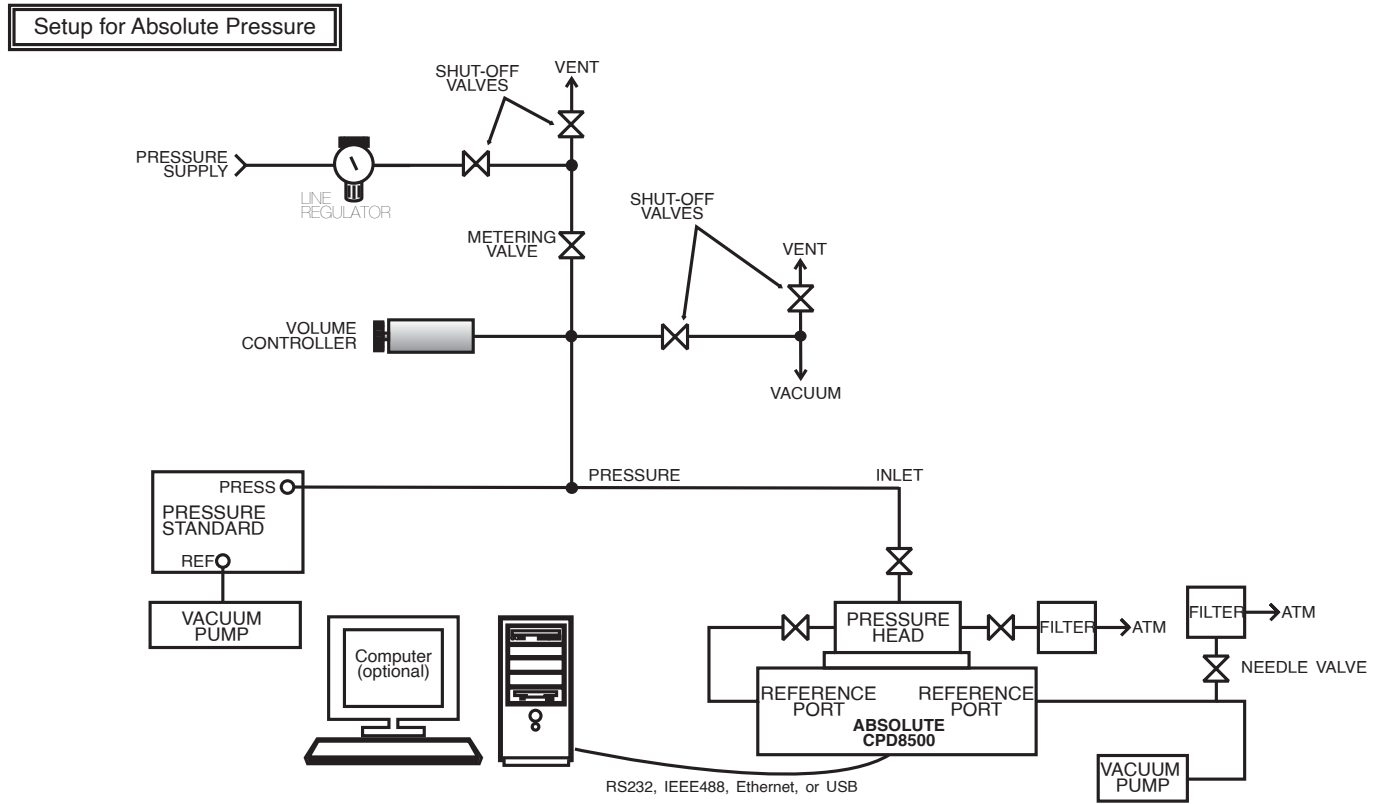 Setup for Absolute Pressure
SHUT-OFF
VALVES
VENT
PRESSURE
SUPPLY
LINE
REGULATOR
SHUT-OFF
VALVES
METERING
VALVE
VENT
VOLUME
CONTROLLER
VACUUM
PRESSURE
INLET
PRESS
PRESSURE
STANDARD
REF
VACUUM
PUMP
Computer
(optional)
PRESSURE
HEAD
FILTER
ATM
FILTER
ATM
NEEDLE VALVE
REFERENCE
PORT
REFERENCE
PORT
ABSOLUTE
CPD8500
VACUUM
PUMP
RS232, IEEE488, Ethernet, or USB